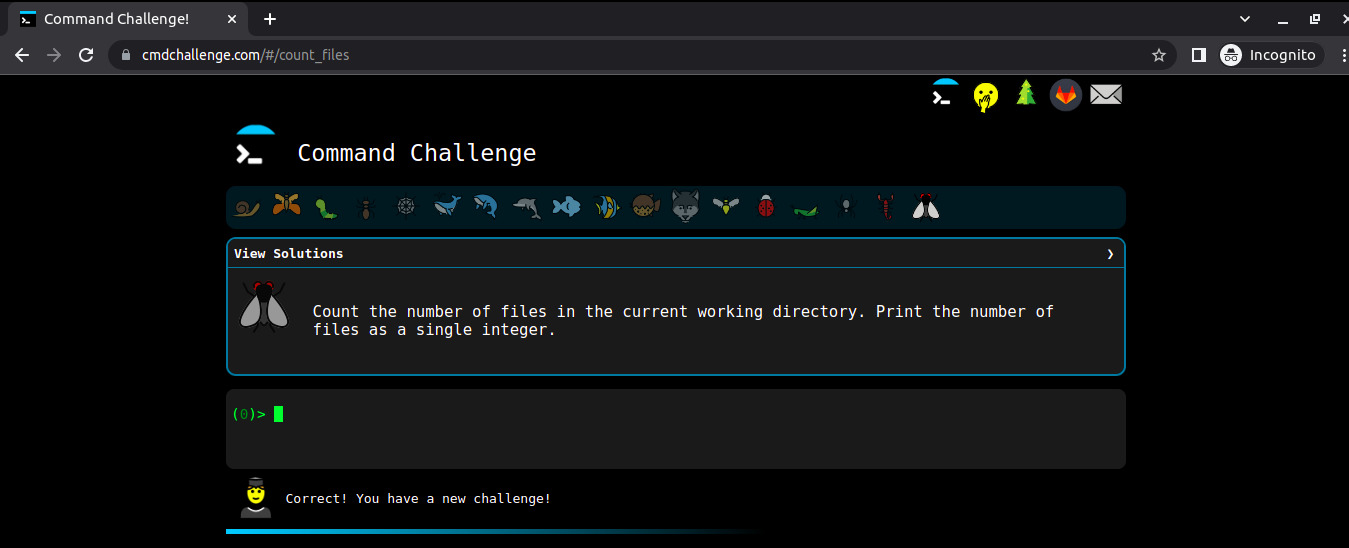 Command Challenge!
cmdchallenge.com/#/count_files
Incognito
Command Challenge
View Solutions
Count the number of files in the current working directory. Print the number of
files as a single integer.
(0)>
Correct! You have a new challenge!